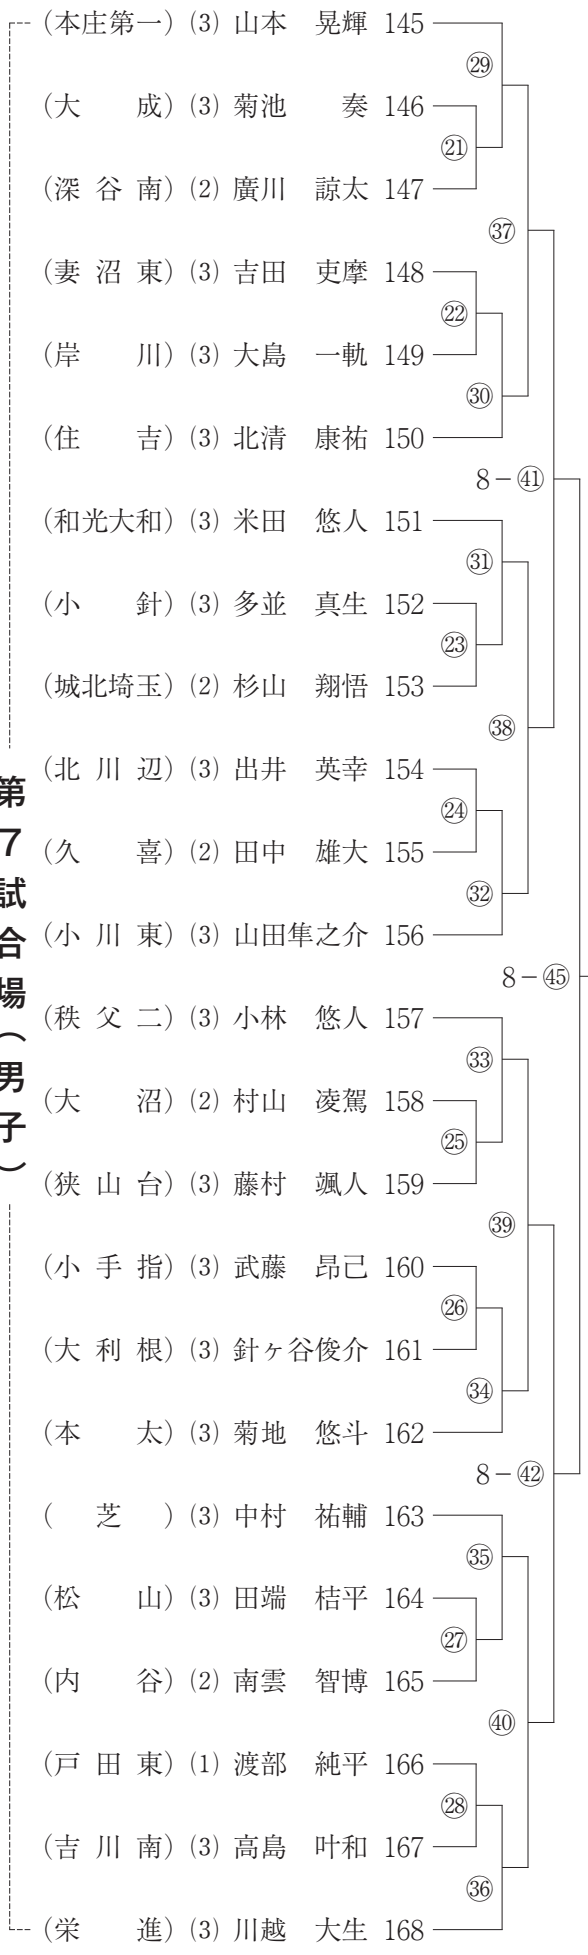 第7試合場（男子）
（本庄第一）(3) 山本　晃輝 145
（大　　成）(3) 菊池　　奏 146
（深 谷 南）(2) 廣川　諒太 147
（妻 沼 東）(3) 吉田　吏摩 148
（岸　　川）(3) 大島　一軌 149
（住　　吉）(3) 北清　康祐 150
（和光大和）(3) 米田　悠人 151
（小　　針）(3) 多並　真生 152
（城北埼玉）(2) 杉山　翔悟 153
（北 川 辺）(3) 出井　英幸 154
（久　　喜）(2) 田中　雄大 155
（小 川 東）(3) 山田隼之介 156
（秩 父 二）(3) 小林　悠人 157
（大　　沼）(2) 村山　凌駕 158
（狭 山 台）(3) 藤村　颯人 159
（小 手 指）(3) 武藤　昂己 160
（大 利 根）(3) 針ヶ谷俊介 161
（本　　太）(3) 菊地　悠斗 162
（　芝　）(3) 中村　祐輔 163
（松　　山）(3) 田端　桔平 164
（内　　谷）(2) 南雲　智博 165
（戸 田 東）(1) 渡部　純平 166
（吉 川 南）(3) 高島　叶和 167
（栄　　進）(3) 川越　大生 168
㉑
㉒
㉓
㉔
㉕
㉖
㉗
㉘
㉙
㉚
㉛
㉜
㉝
㉞
㉟
㊱
㊲
㊳
㊴
㊵
8－㊶
8－㊷
8－㊺